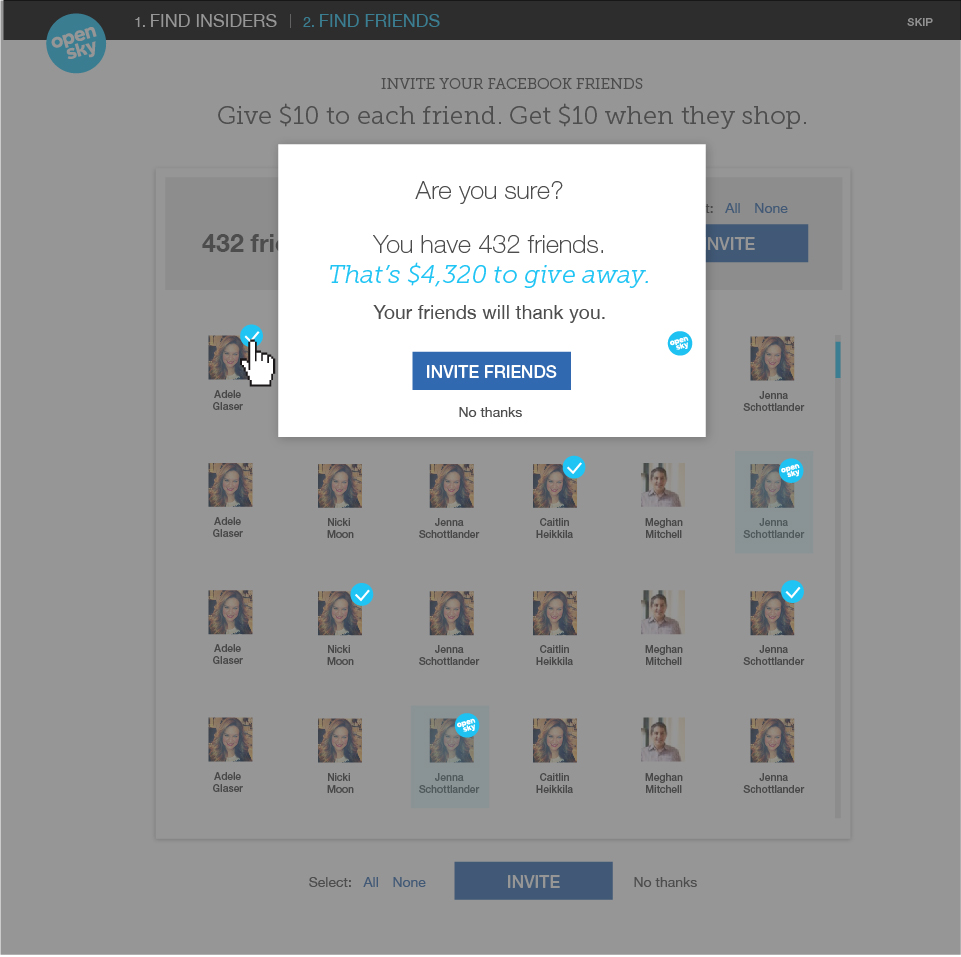 1. FIND INSIDERS | 2. FIND FRIENDS
SKIP
open
sky
INVITE YOUR FACEBOOK FRIENDS
Give $10 to each friend. Get $10 when they shop.
Are you sure?
You have 432 friends.
That's $4,320 to give away.
Your friends will thank you.
open
sky
INVITE FRIENDS
No thanks
All None
432
INVITE
Adele
Glaser
Jenna
Schottlander
open
sky
Adele
Glaser
Nicki
Moon
Jenna
Schottlander
Caitlin
Heikkila
Meghan
Mitchell
Jenna
Schottlander
Adele
Glaser
Nicki
Moon
Jenna
Schottlander
Caitlin
Heikkila
Meghan
Mitchell
Jenna
Schottlander
open
sky
Adele
Glaser
Nicki
Moon
Jenna
Schottlander
Caitlin
Heikkila
Meghan
Mitchell
Jenna
Schottlander
Select: All None
INVITE
No thanks